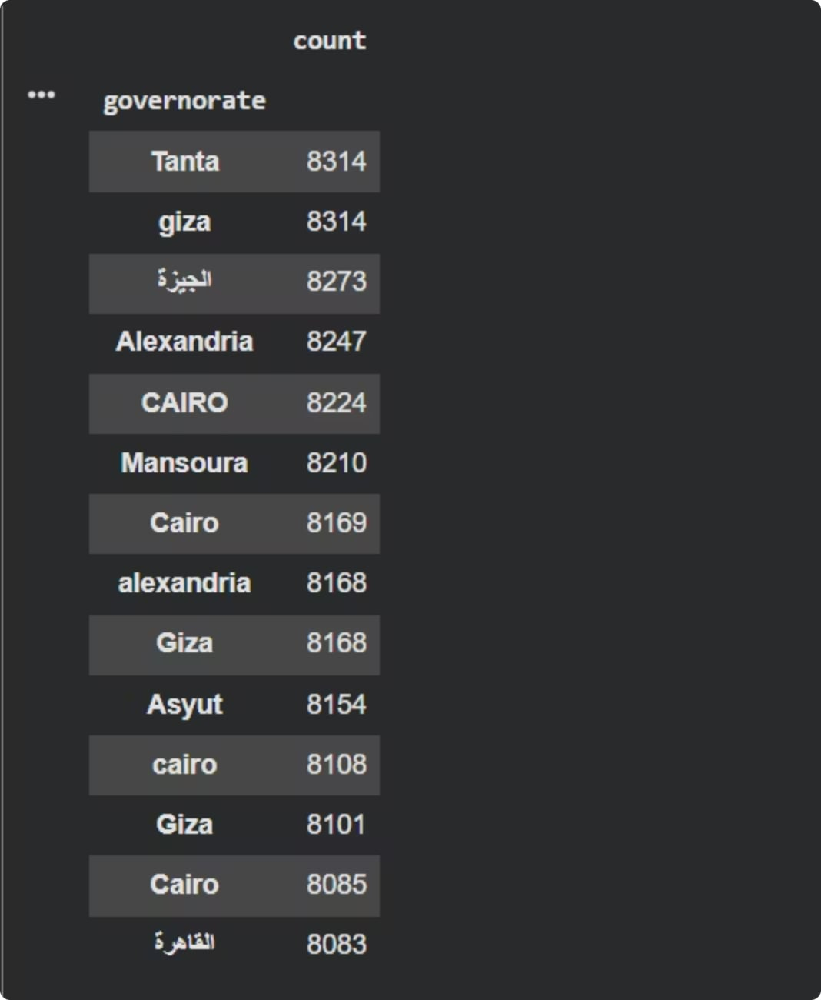 count
governorate
Tanta 8314
giza 8314
الجيزة 8273
Alexandria 8247
CAIRO 8224
Mansoura 8210
Cairo 8169
alexandria 8168
Giza 8168
Asyut 8154
cairo 8108
Giza 8101
Cairo 8085
القاهرة 8083